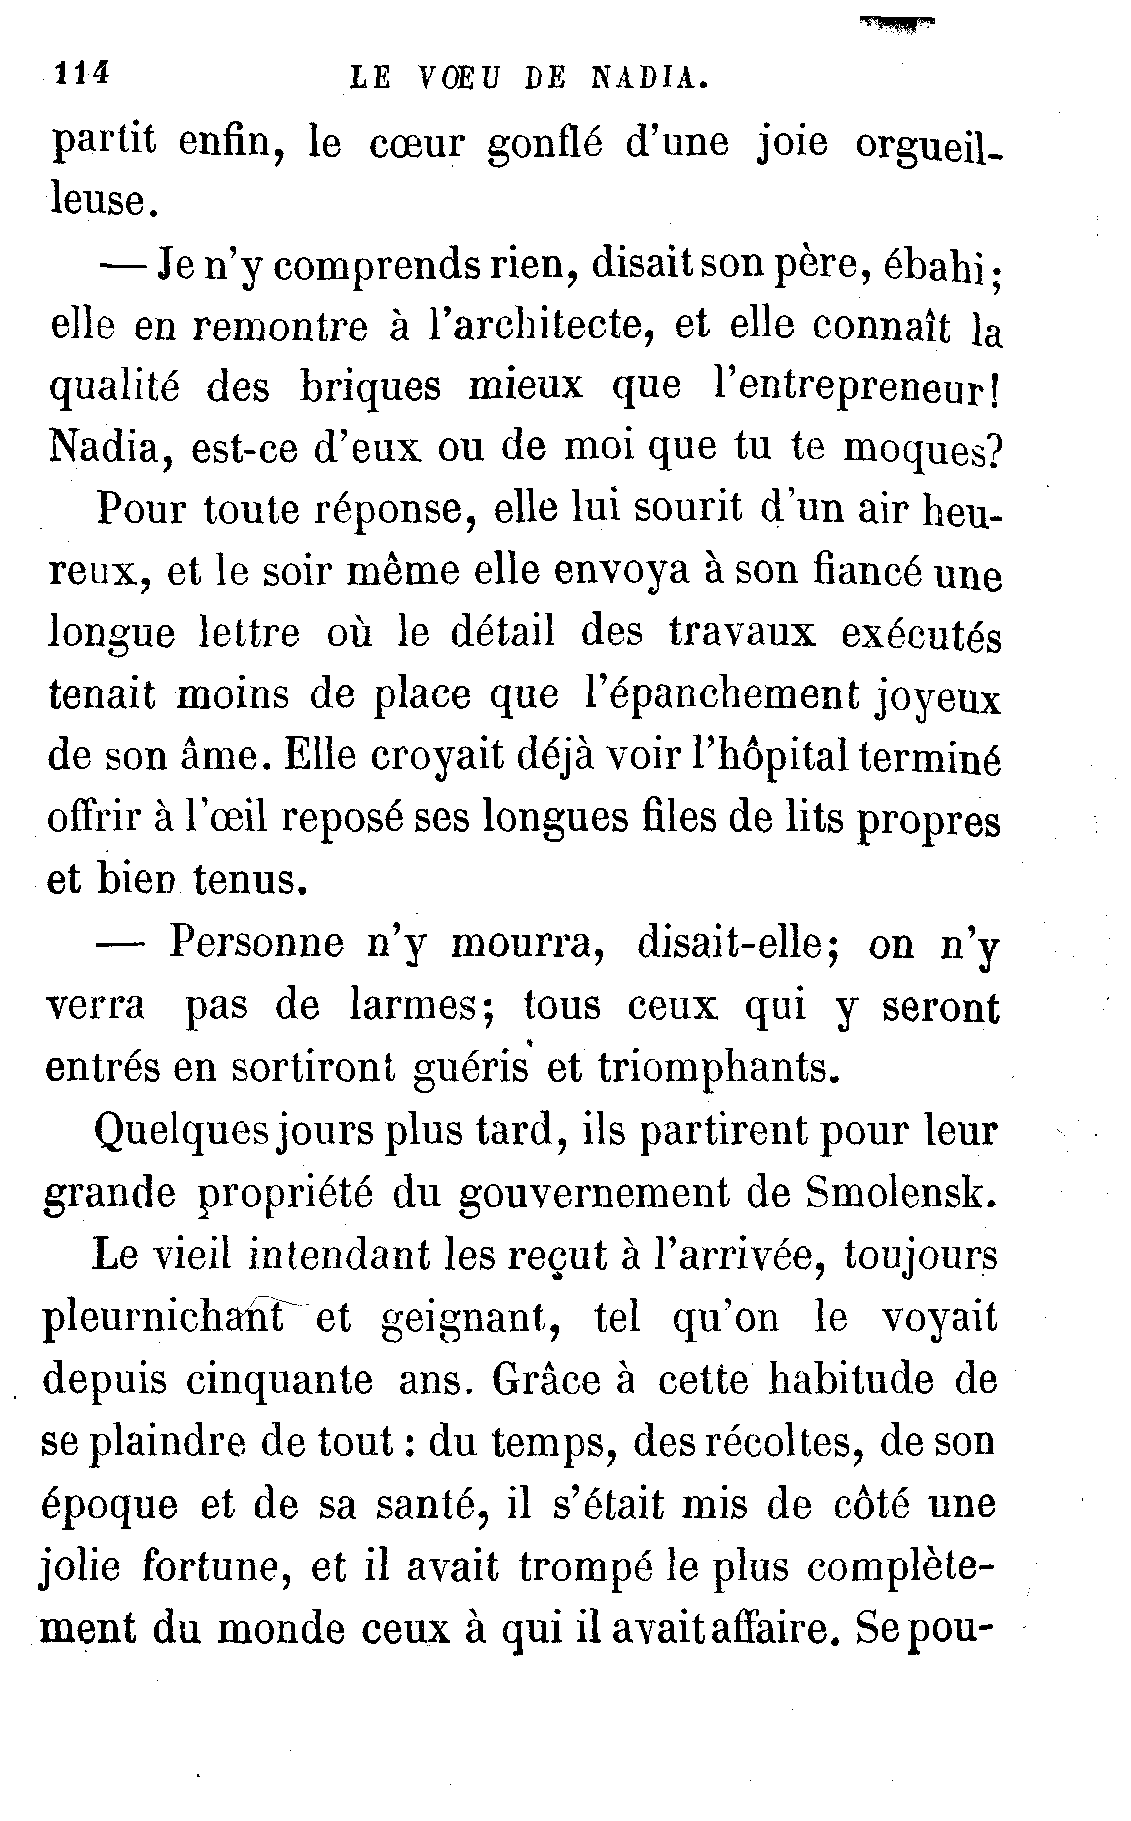 114 LE VŒU DE NADIA.
partit enfin, le cœur gonflé d'une joie orgueil-
leuse.
— Je n'y comprends rien, disait son père, ébahi;
elle en remontre à l'architecte, et elle connaît la
qualité des briques mieux que l'entrepreneur!
Nadia, est-ce d'eux ou de moi que tu te moques?
Pour toute réponse, elle lui sourit d'un air heu-
reux, et le soir même elle envoya à son fiancé une
longue lettre où le détail des travaux exécutés
tenait moins de place que l'épanchement joyeux
de son âme. Elle croyait déjà voir l'hôpital terminé
offrir à l'œil reposé ses longues files de lits propres
et bien tenus.
— Personne n'y mourra, disait-elle; on n'y
verra pas de larmes; tous ceux qui y seront
entrés en sortiront guéris et triomphants.
Quelques jours plus tard, ils partirent pour leur
grande propriété du gouvernement de Smolensk.
Le vieil intendant les reçut à l'arrivée, toujours
pleurnichant et geignant, tel qu'on le voyait
depuis cinquante ans. Grâce à cette habitude de
se plaindre de tout : du temps, des récoltes, de son
époque et de sa santé, il s'était mis de côté une
jolie fortune, et il avait trompé le plus complète-
ment du monde ceux à qui il avait affaire. Se pou-